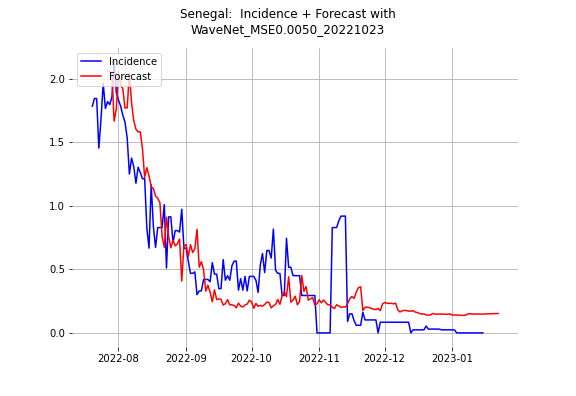 Senegal:  Incidence + Forecast with
WaveNet_MSE0.0050_20221023
Incidence
Forecast
2.0
1.5
1.0
0.5
0.0
2022-08 2022-09 2022-10 2022-11 2022-12 2023-01